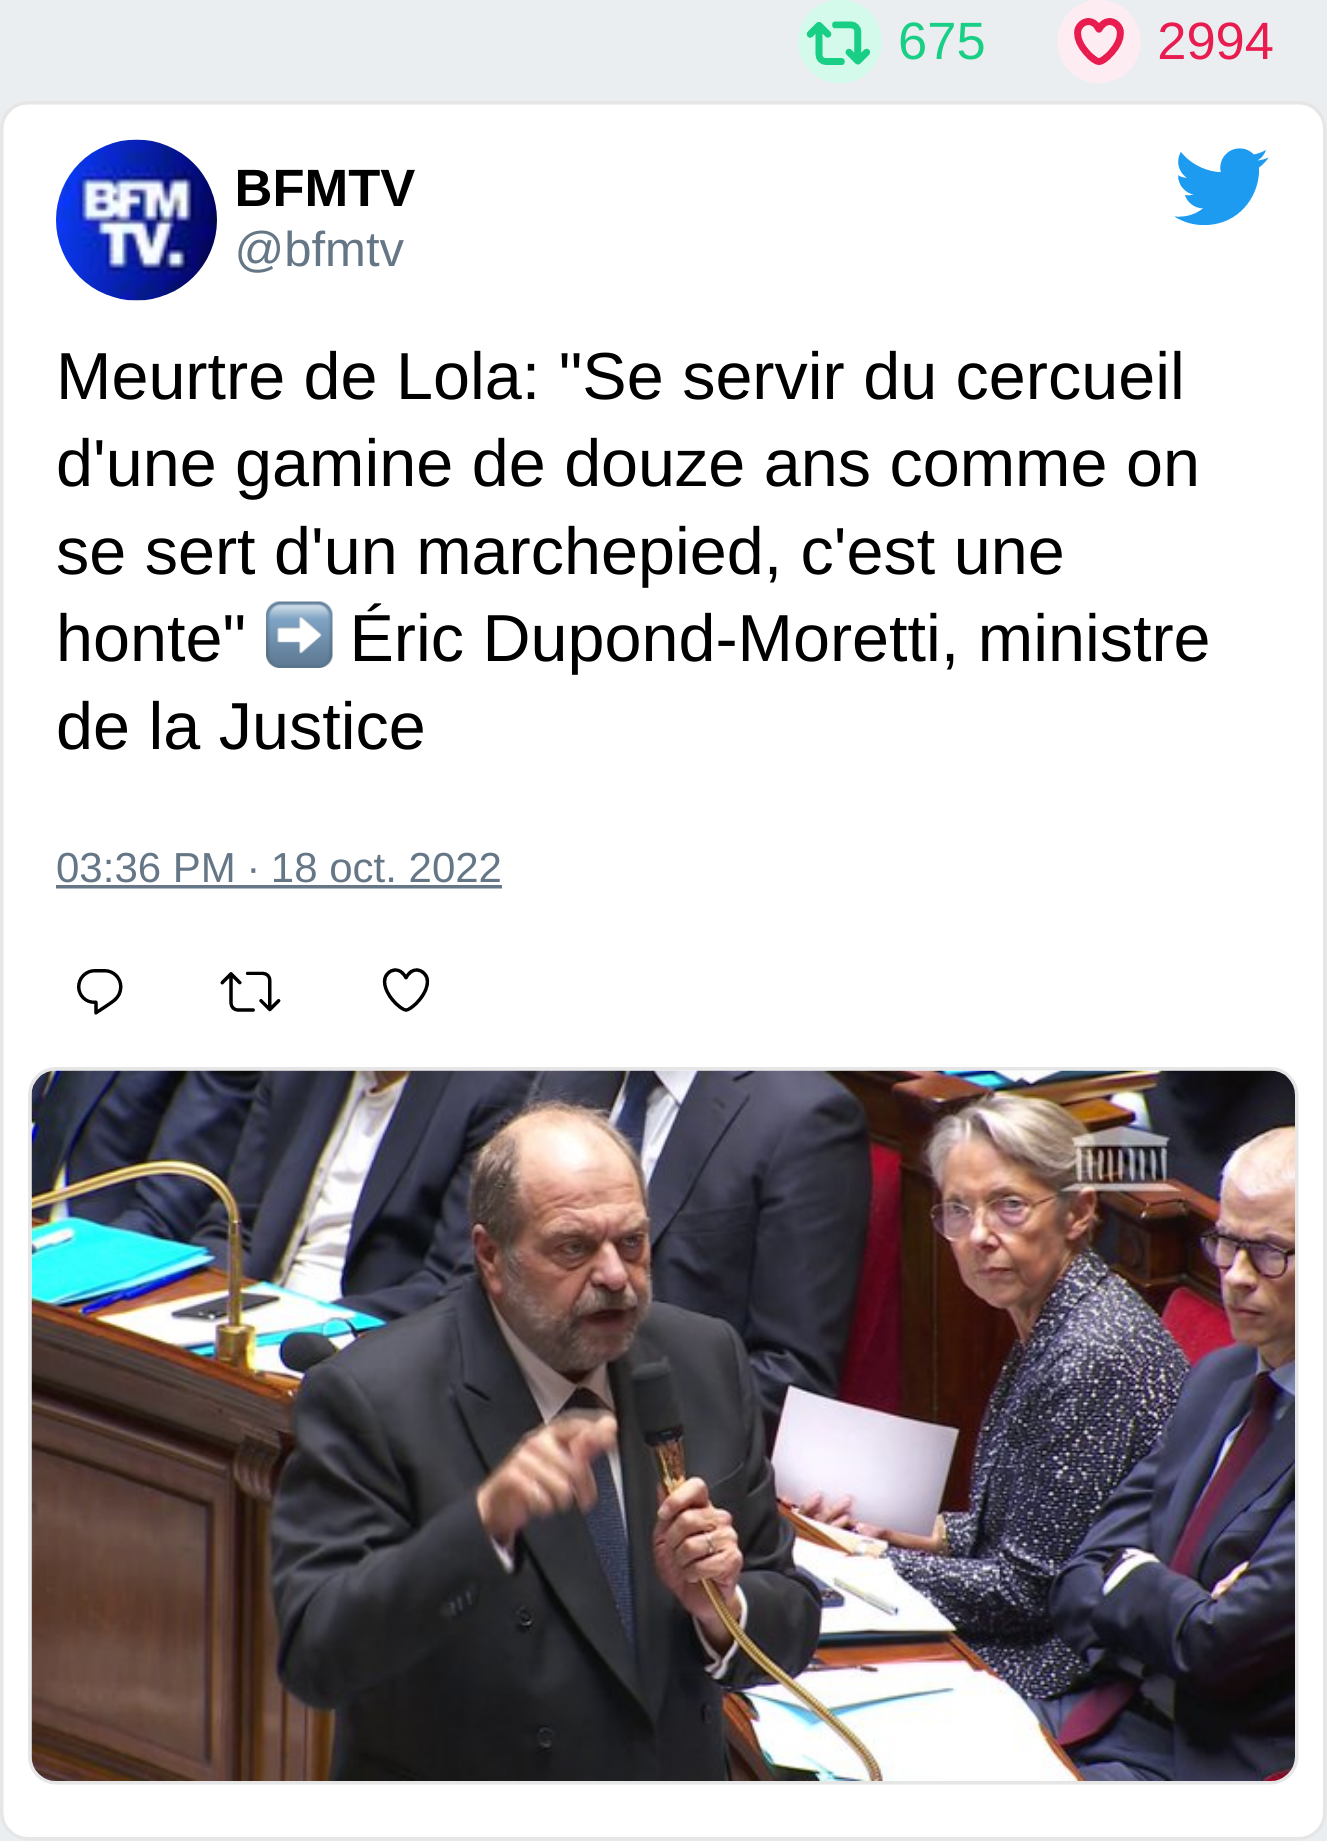 675 2994
BFM
TV.
BFMTV
@bfmtv
Meurtre de Lola: "Se servir du cercueil
d'une gamine de douze ans comme on
se sert d'un marchepied, c'est une
honte" ➡️ Éric Dupond-Moretti, ministre
de la Justice
03:36 PM · 18 oct. 2022